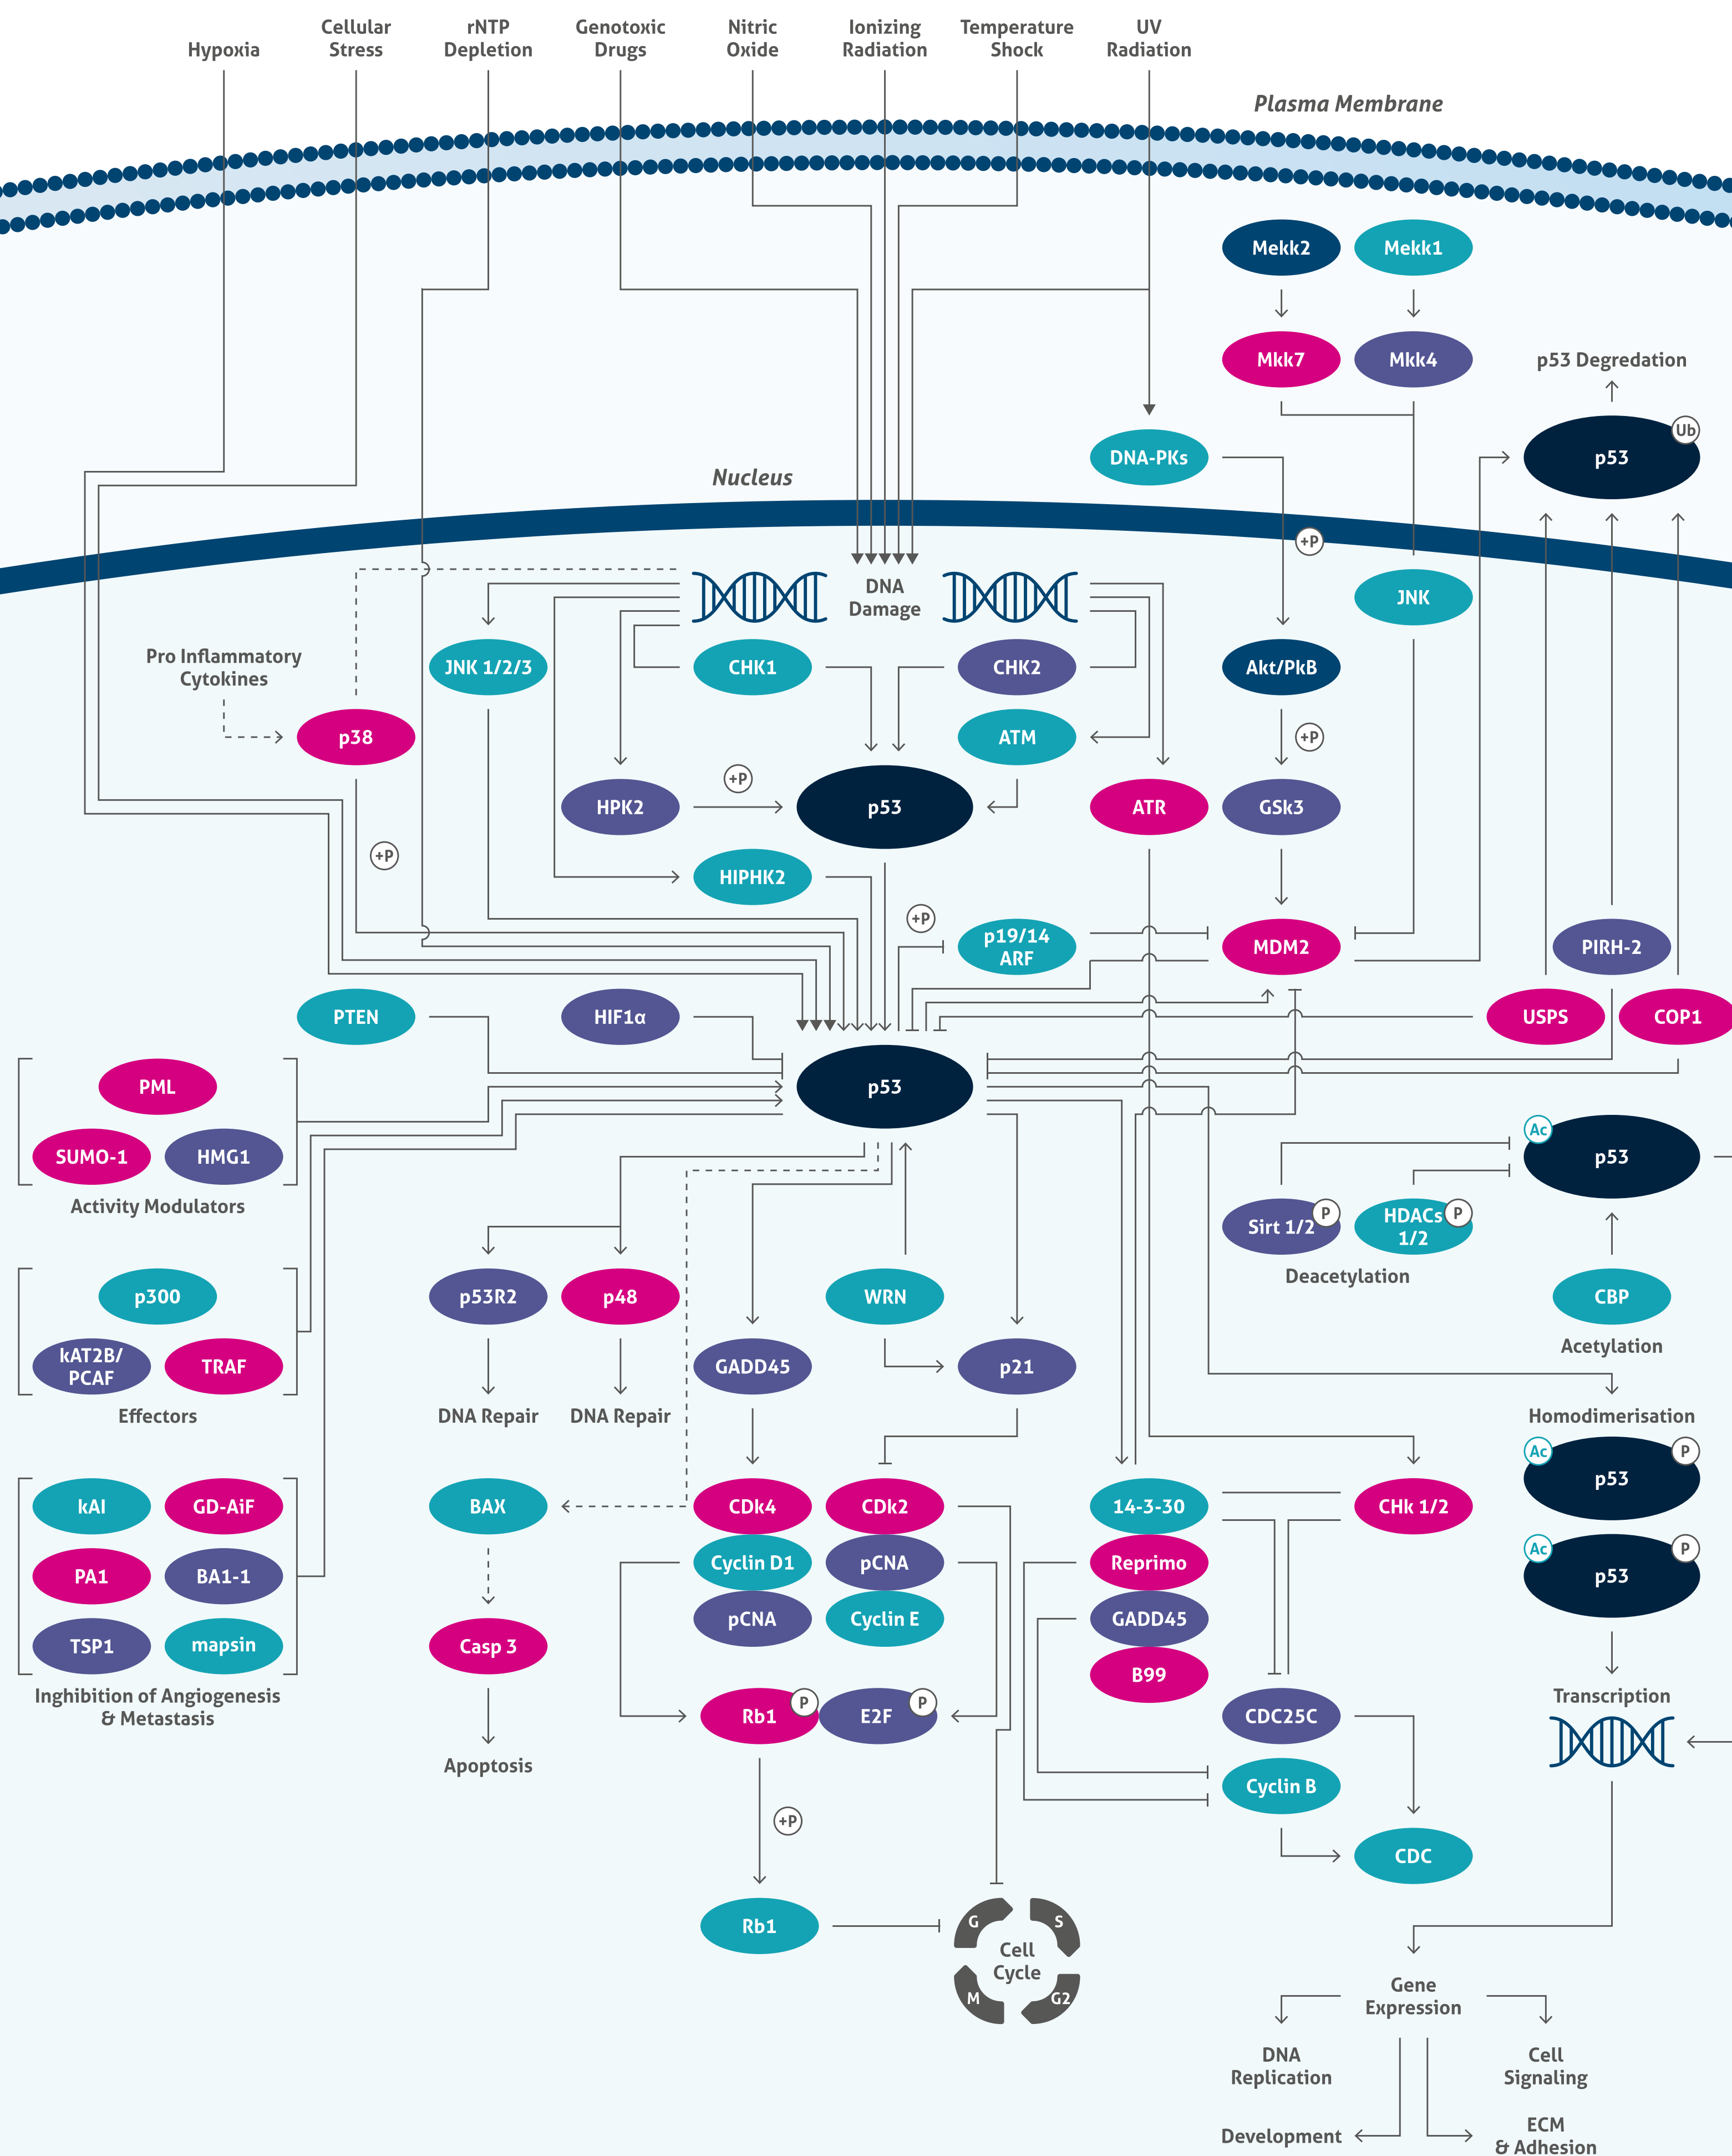 Hypoxia
Cellular
Stress
rNTP
Depletion
Genotoxic
Drugs
Nitric
Oxide
Ionizing
Radiation
Temperature
Shock
UV
Radiation
Plasma Membrane
Mekk2
Mekk1
Mkk7
Mkk4
p53 Degredation
DNA-PKs
p53
Ub
Nucleus
+P
DNA
Damage
JNK
Pro Inflammatory
Cytokines
JNK 1/2/3
CHK1
CHK2
Akt/PkB
p38
ATM
+P
+P
HPK2
p53
ATR
GSk3
+P
HIPHK2
+P
p19/14
ARF
MDM2
PIRH-2
PTEN
HIF1α
USPS
COP1
PML
p53
SUMO-1
HMG1
Activity Modulators
Ac
p53
Sirt 1/2
P
HDACs
1/2
P
Deacetylation
p300
p53R2
p48
WRN
CBP
Acetylation
kAT2B/
PCAF
TRAF
GADD45
p21
Effectors
DNA Repair
DNA Repair
Homodimerisation
Ac
P
p53
kAI
GD-AiF
BAX
CDk4
CDk2
14-3-30
CHk 1/2
Cyclin D1
pCNA
Reprimo
Ac
P
p53
PA1
BA1-1
pCNA
Cyclin E
GADD45
TSP1
mapsin
Casp 3
B99
Inghibition of Angiogenesis
& Metastasis
Rb1
P
E2F
P
CDC25C
Transcription
Apoptosis
Cyclin B
+P
CDC
Rb1
G
S
Cell
Cycle
M
G2
Gene
Expression
DNA
Replication
Cell
Signaling
Development
ECM
& Adhesion